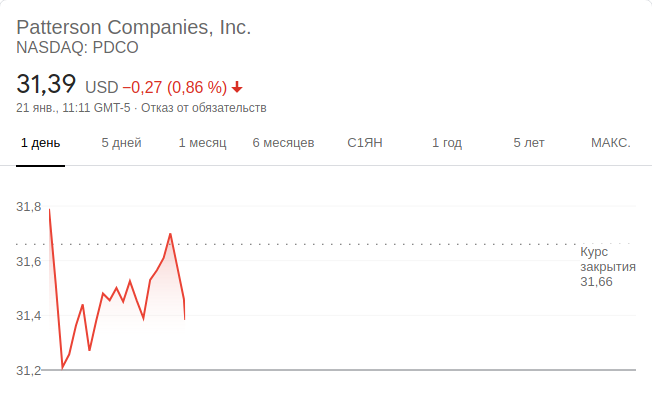 Patterson Companies, Inc.
NASDAQ: PDCO
31,39 USD −0,27 (0,86 %)
21 янв., 11:11 GMT-5 · Отказ от обязательств
1 день 5 дней 1 месяц 6 месяцев С1ЯН 1 год 5 лет МАКС.
31,8
Курс
закрытия
31,6
31,66
31,4
31,2